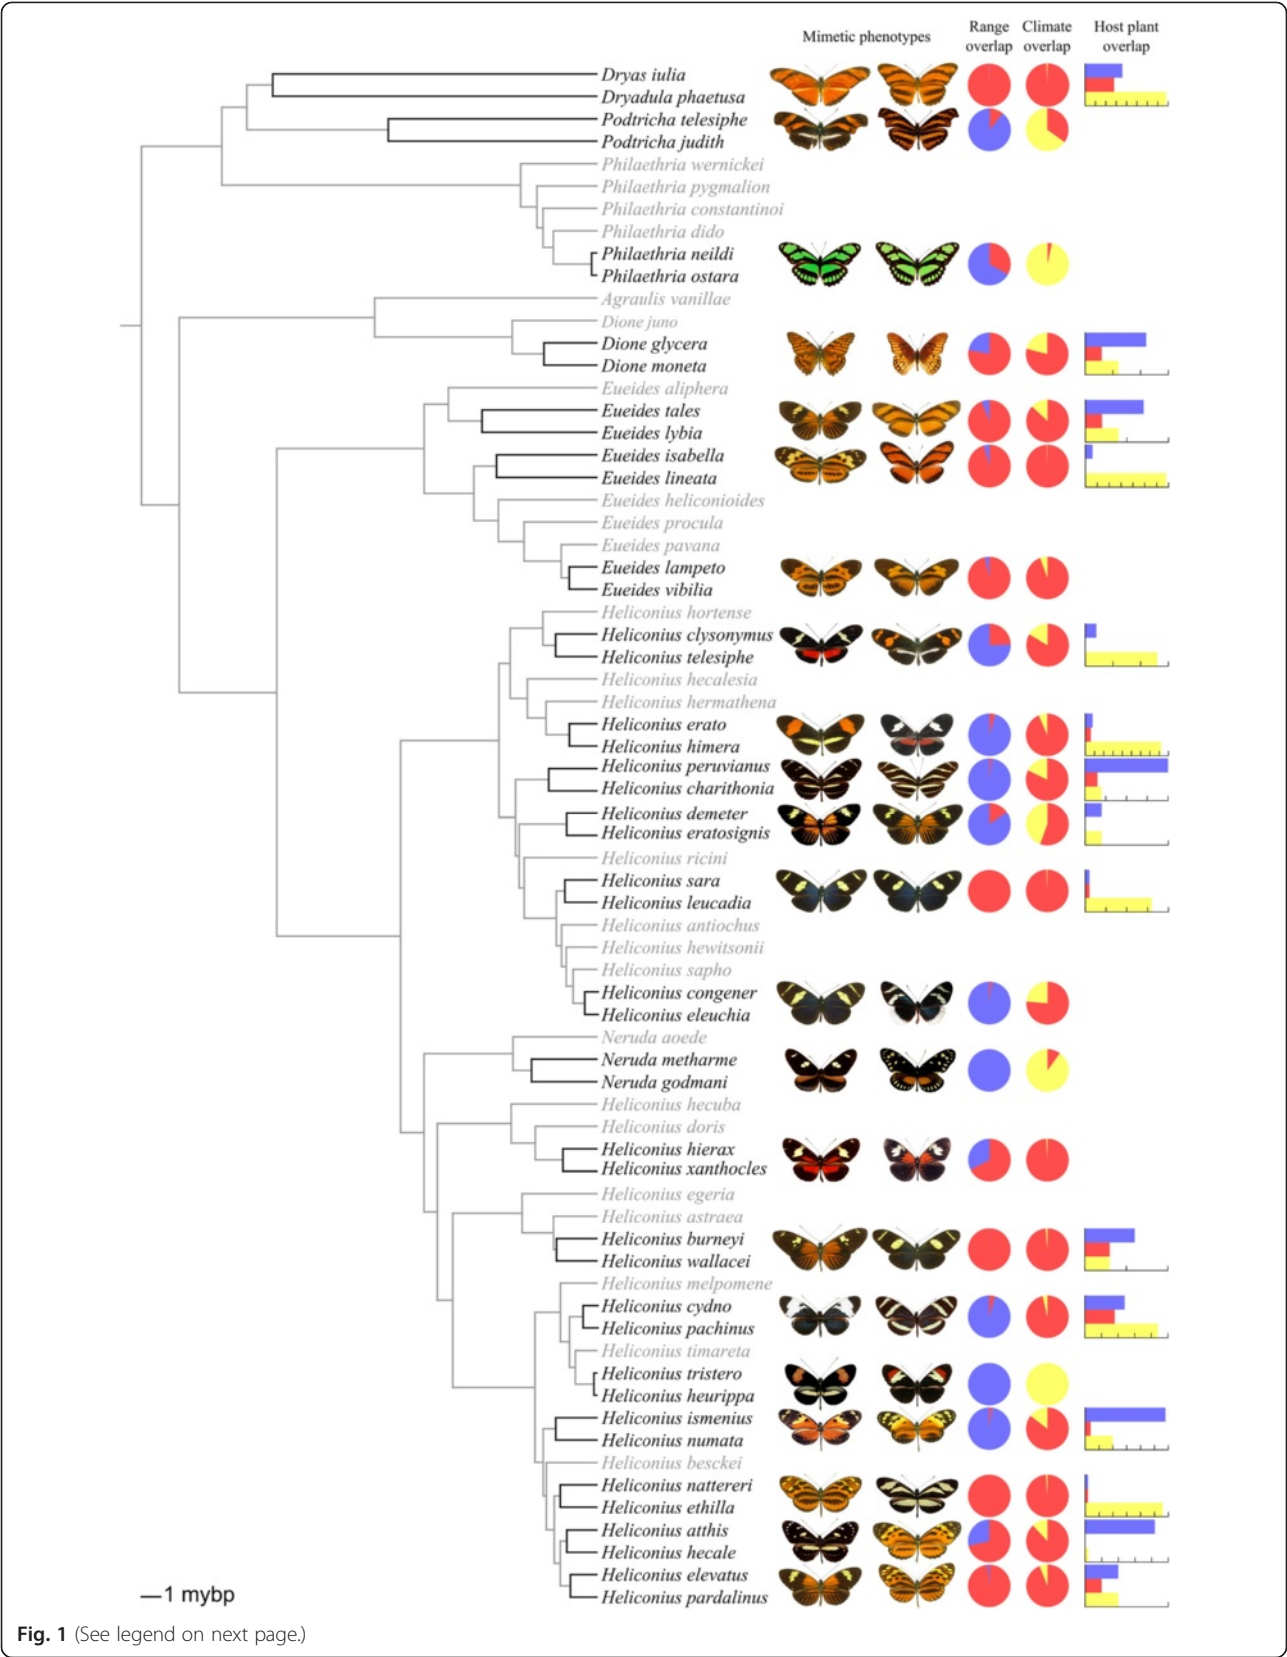 Mimetic phenotypes
Range overlap
Climate overlap
Host plant overlap
Dryas iulia
Dryadula phaetusa
Podtricha telesiphe
Podtricha judith
Philaethria wernickei
Philaethria pygmalion
Philaethria constantinoi
Philaethria dido
Philaethria neildi
Philaethria ostara
Agraulis vanillae
Dione juno
Dione glycera
Dione moneta
Eueides aliphera
Eueides tales
Eueides lybia
Eueides isabella
Eueides lineata
Eueides heliconioides
Eueides procula
Eueides pavana
Eueides lampeto
Eueides vibilia
Heliconius hortense
Heliconius clysonymus
Heliconius telesiphe
Heliconius hecalesia
Heliconius hermathena
Heliconius erato
Heliconius himera
Heliconius peruvianus
Heliconius charithonia
Heliconius demeter
Heliconius eratosignis
Heliconius ricini
Heliconius sara
Heliconius leucadia
Heliconius antiochus
Heliconius hewitsonii
Heliconius sapho
Heliconius congener
Heliconius eleuchia
Neruda aoede
Neruda metharme
Neruda godmani
Heliconius hecuba
Heliconius doris
Heliconius hierax
Heliconius xanthocles
Heliconius egeria
Heliconius astraea
Heliconius burneyi
Heliconius wallacei
Heliconius melpomene
Heliconius cydno
Heliconius pachinus
Heliconius timareta
Heliconius tristero
Heliconius heurippa
Heliconius ismenius
Heliconius numata
Heliconius besckei
Heliconius nattereri
Heliconius ethilla
Heliconius atthis
Heliconius hecale
Heliconius elevatus
Heliconius pardalinus
1 mybp
Fig. 1 (See legend on next page.)